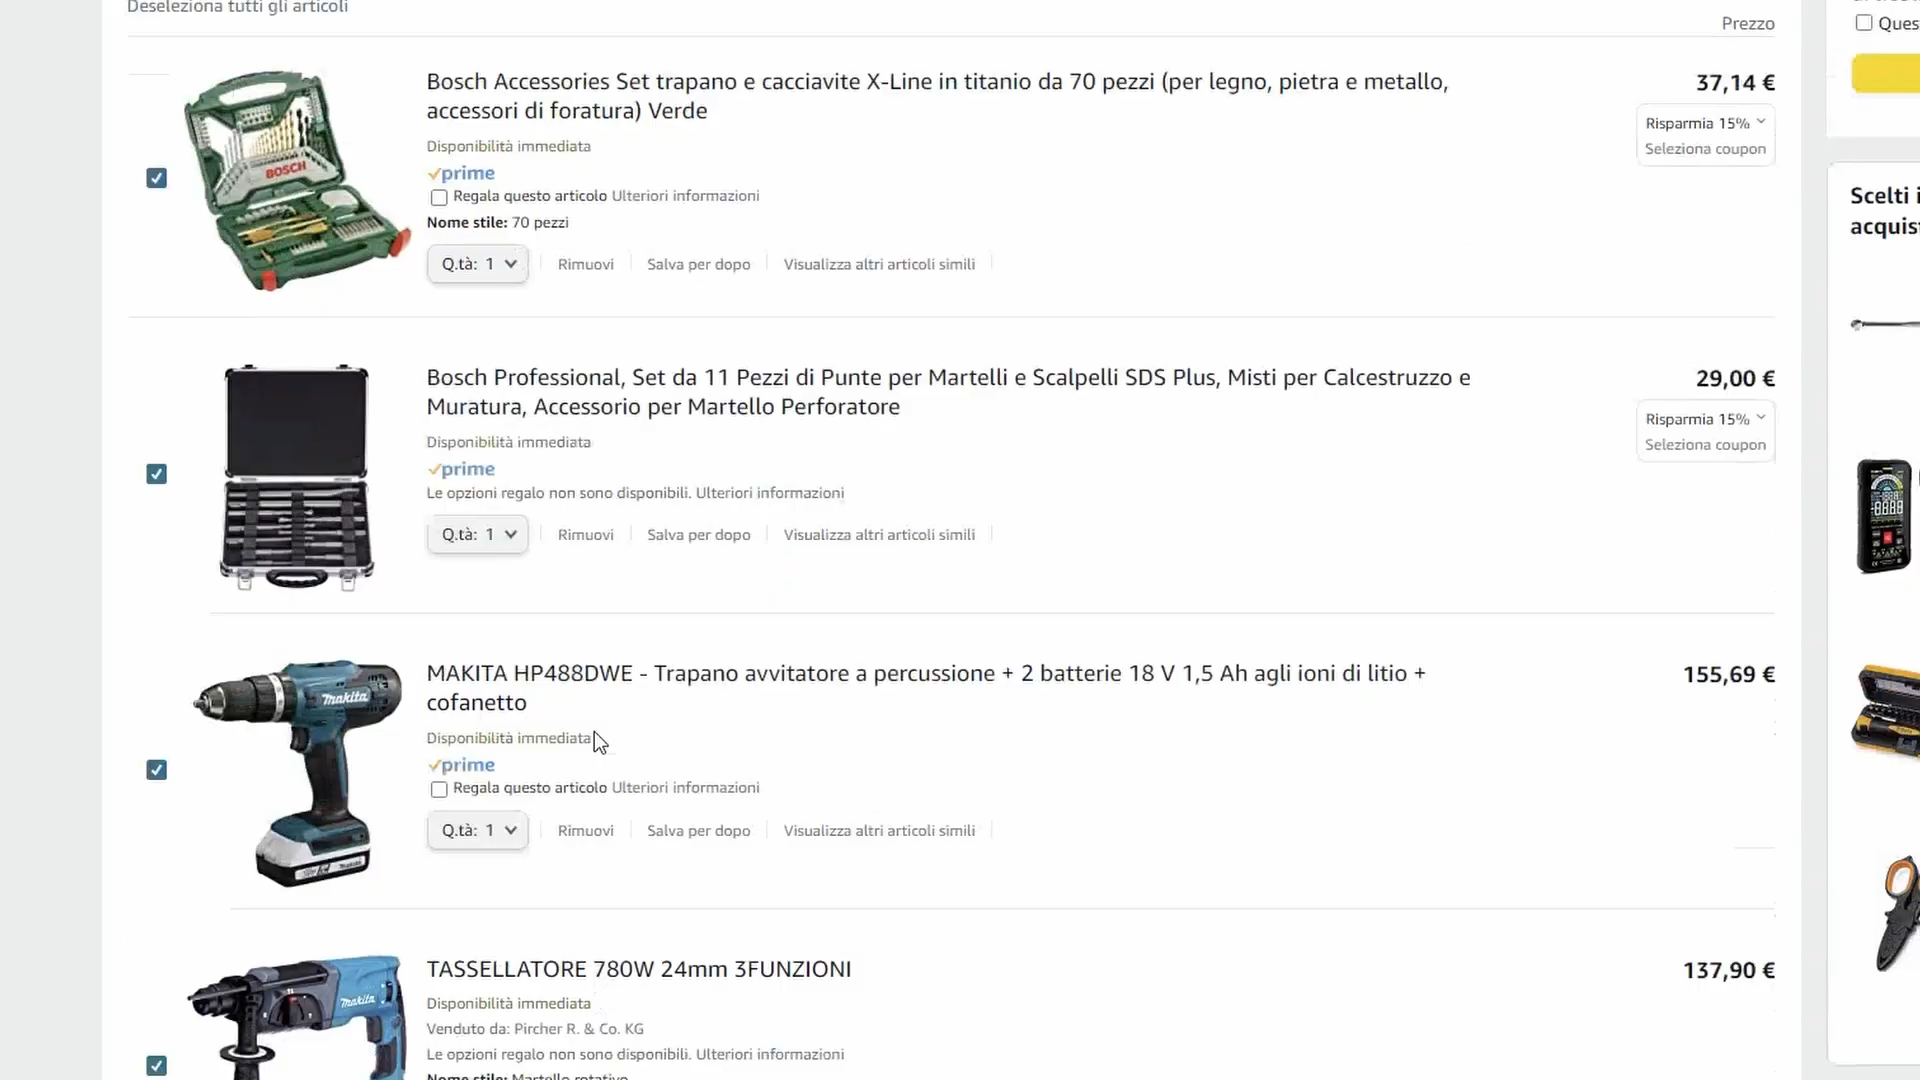 Deseleziona tutti gli articoli
Prezzo
Bosch Accessories Set trapano e cacciavite X-Line in titanio da 70 pezzi (per legno, pietra e metallo,
accessori di foratura) Verde
37,14 €
Risparmia 15%
Seleziona coupon
Disponibilità immediata
prime
Regala questo articolo Ulteriori informazioni
Nome stile: 70 pezzi
Q.tà: 1
Rimuovi
Salva per dopo
Visualizza altri articoli simili
BOSCH
Bosch Professional, Set da 11 Pezzi di Punte per Martelli e Scalpelli SDS Plus, Misti per Calcestruzzo e
Muratura, Accessorio per Martello Perforatore
29,00 €
Risparmia 15%
Seleziona coupon
Disponibilità immediata
prime
Le opzioni regalo non sono disponibili. Ulteriori informazioni
Q.tà: 1
Rimuovi
Salva per dopo
Visualizza altri articoli simili
MAKITA HP488DWE - Trapano avvitatore a percussione + 2 batterie 18 V 1,5 Ah agli ioni di litio +
cofanetto
155,69 €
Disponibilità immediata
prime
Regala questo articolo Ulteriori informazioni
Q.tà: 1
Rimuovi
Salva per dopo
Visualizza altri articoli simili
makita
TASSELLATORE 780W 24mm 3FUNZIONI
137,90 €
Disponibilità immediata
Venduto da: Pircher R. & Co. KG
Le opzioni regalo non sono disponibili. Ulteriori informazioni
Nome stile: Martello rotativo
makita
Ques
Scelti i
acquis